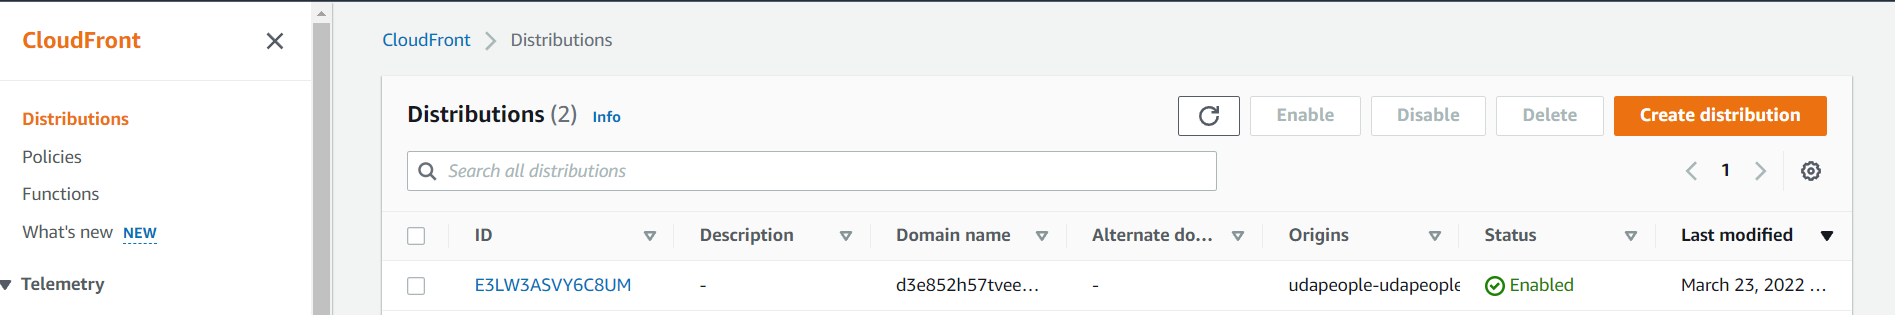 CloudFront
CloudFront Distributions
Distributions (2) Info
Enable Disable Delete Create distribution
Distributions
Policies
Functions
What's new NEW
Telemetry
Search all distributions
1
ID Description Domain name Alternate do... Origins Status Last modified
E3LW3ASVY6C8UM - d3e852h57tvee... - udapeople-udapeople Enabled March 23, 2022 ...